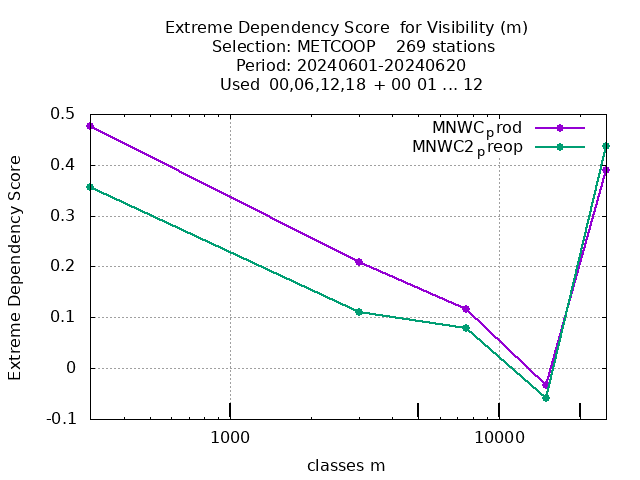 Extreme Dependency Score  for Visibility (m)
Selection: METCOOP    269 stations
Period: 20240601-20240620
Used  00,06,12,18 + 00 01 ... 12
MNWCprod
MNWC2preop
Extreme Dependency Score
0.5
0.4
0.3
0.2
0.1
0
-0.1
1000
10000
classes m